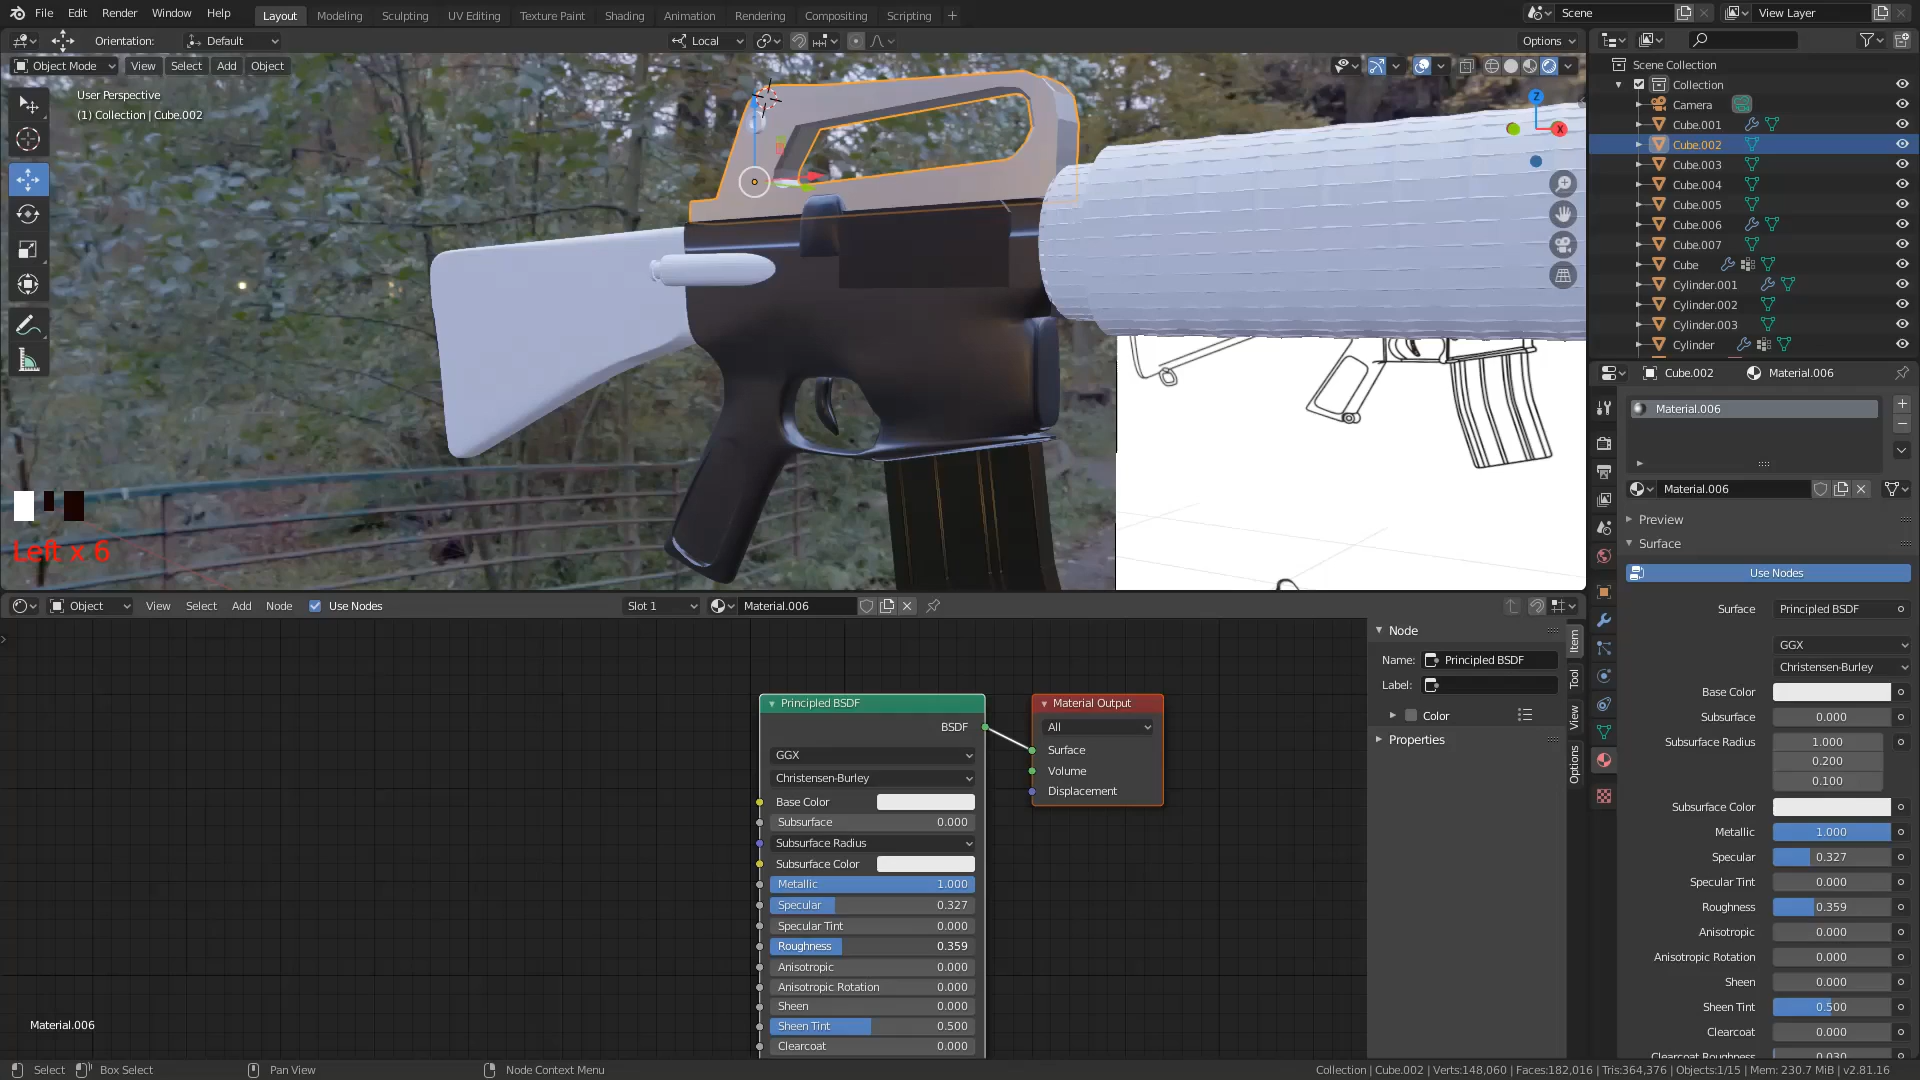 File Edit Render Window Help Layout Modeling Sculpting UV Editing Texture Paint Shading Animation Rendering Compositing Scripting + Scene View Layer
Orientation: Default Local Options
Object Mode View Select Add Object
User Perspective
(1) Collection | Cube.002
Z
X
Left x 6
Scene Collection
Collection
Camera
Cube.001
Cube.002
Cube.003
Cube.004
Cube.005
Cube.006
Cube.007
Cube
Cylinder.001
Cylinder.002
Cylinder.003
Cylinder
Cube.002 Material.006
Material.006
Material.006
Preview
Surface
Use Nodes
Surface Principled BSDF
GGX
Christensen-Burley
Base Color
Subsurface 0.000
Subsurface Radius 1.000
0.200
0.100
Subsurface Color
Metallic 1.000
Specular 0.327
Specular Tint 0.000
Roughness 0.359
Anisotropic 0.000
Anisotropic Rotation 0.000
Sheen 0.000
Sheen Tint 0.500
Clearcoat 0.000
Clearcoat Roughness 0.030
Object View Select Add Node Use Nodes Slot 1 Material.006
Principled BSDF
BSDF
GGX
Christensen-Burley
Base Color
Subsurface 0.000
Subsurface Radius
Subsurface Color
Metallic 1.000
Specular 0.327
Specular Tint 0.000
Roughness 0.359
Anisotropic 0.000
Anisotropic Rotation 0.000
Sheen 0.000
Sheen Tint 0.500
Clearcoat 0.000
Material Output
All
Surface
Volume
Displacement
Node
Name: Principled BSDF
Label:
Color
Properties
Item
Tool
View
Options
Material.006
Select Box Select Pan View Node Context Menu Collection | Cube.002 | Verts:148,060 | Faces:182,016 | Tris:364,376 | Objects:1/15 | Mem: 230.7 MiB | v2.81.16